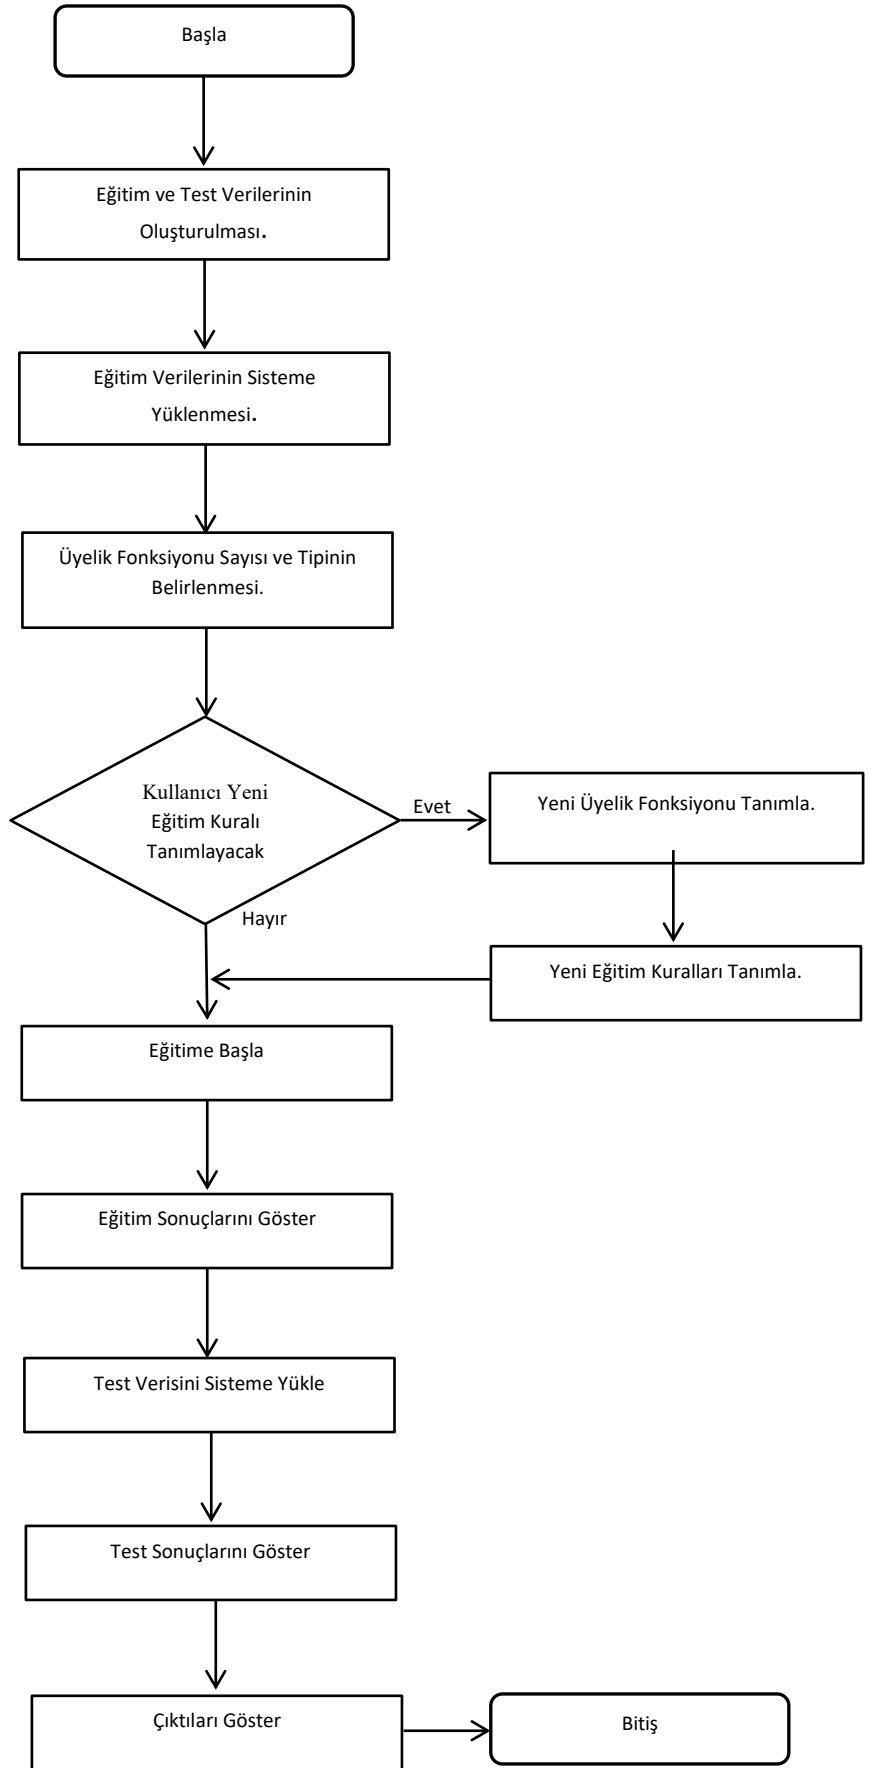 Başla
Eğitim ve Test Verilerinin
Oluşturulması.
Eğitim Verilerinin Sisteme
Yüklenmesi.
Üyelik Fonksiyonu Sayısı ve Tipinin
Belirlenmesi.
Kullanıcı Yeni
Eğitim Kuralı
Tanımlayacak
Evet
Yeni Üyelik Fonksiyonu Tanımla.
Hayır
Yeni Eğitim Kuralları Tanımla.
Eğitime Başla
Eğitim Sonuçlarını Göster
Test Verisini Sisteme Yükle
Test Sonuçlarını Göster
Çıktıları Göster
Bitiş